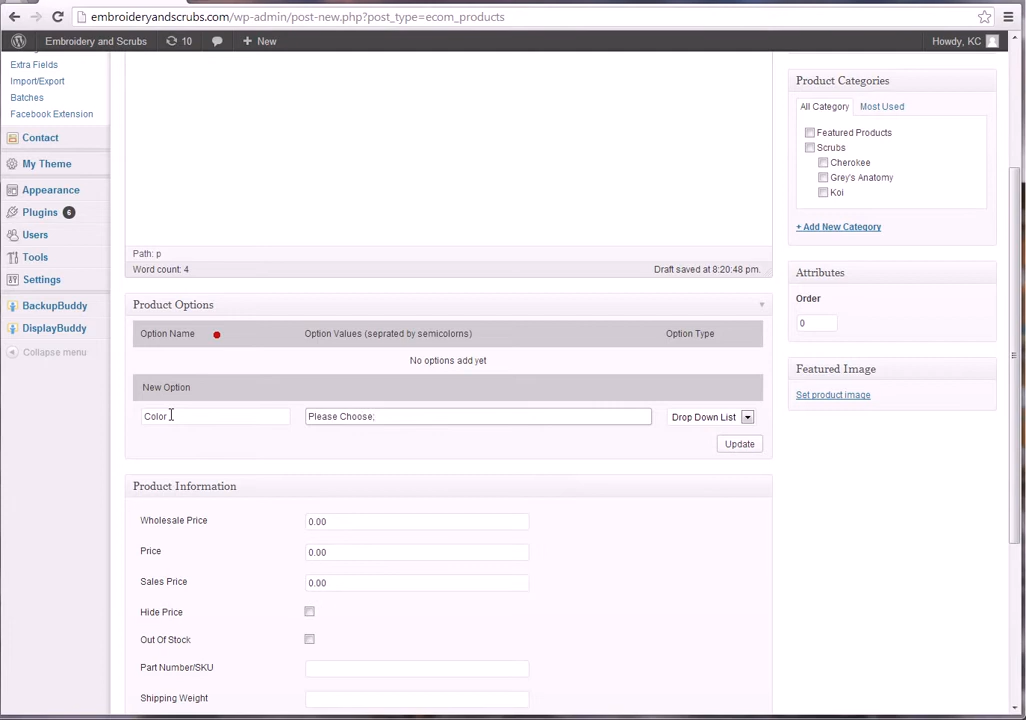 embroideryandscrubs.com/wp-admin/post-new.php?post_type=ecom_products
Embroidery and Scrubs 10 + New Howdy, KC
Extra Fields
Import/Export
Batches
Facebook Extension
Contact
My Theme
Appearance
Plugins 6
Users
Tools
Settings
BackupBuddy
DisplayBuddy
Collapse menu
Path: p
Word count: 4 Draft saved at 8:20:48 pm.
Product Options
Option Name Option Values (seprated by semicolorns) Option Type
No options add yet
New Option
Color Please Choose; Drop Down List
Update
Product Information
Wholesale Price 0.00
Price 0.00
Sales Price 0.00
Hide Price
Out Of Stock
Part Number/SKU
Shipping Weight
Product Categories
All Category Most Used
Featured Products
Scrubs
Cherokee
Grey's Anatomy
Koi
+ Add New Category
Attributes
Order
0
Featured Image
Set product image